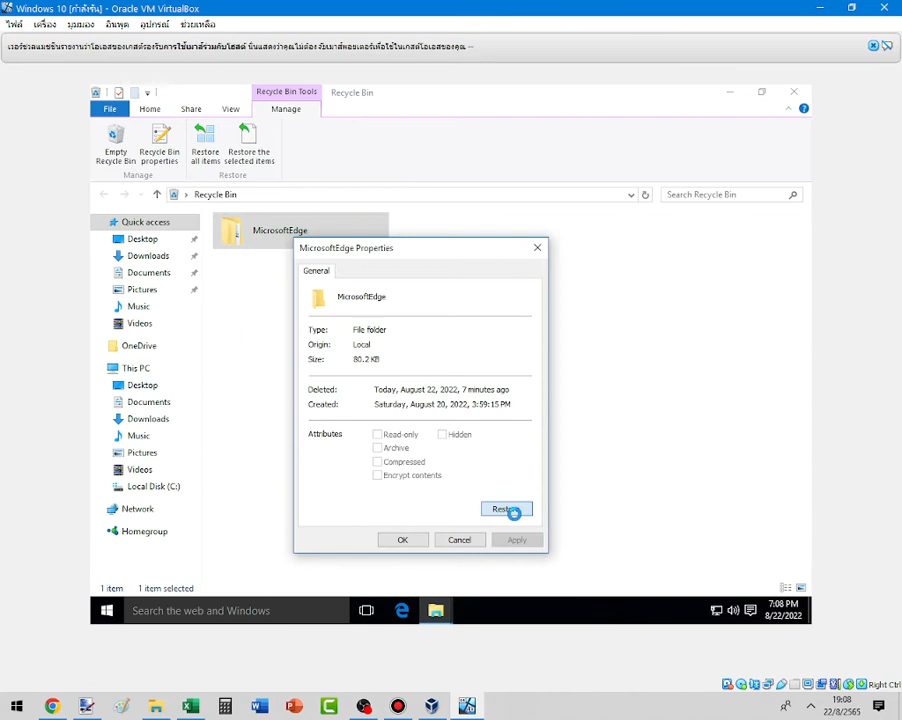 Windows 10 [กำลังรัน] - Oracle VM VirtualBox
ไฟล์ เครื่อง มุมมอง อินพุต อุปกรณ์ ช่วยเหลือ
Recycle Bin Tools
Recycle Bin
File Home Share View Manage
Empty Recycle Bin
Recycle Bin properties
Restore all items
Restore the selected items
Manage
Restore
Recycle Bin
Search Recycle Bin
Quick access
Desktop
Downloads
Documents
Pictures
Music
Videos
OneDrive
This PC
Desktop
Documents
Downloads
Music
Pictures
Videos
Local Disk (C:)
Network
Homegroup
MicrosoftEdge
MicrosoftEdge Properties
General
MicrosoftEdge
Type: File folder
Origin: Local
Size: 80.2 KB
Deleted: Today, August 22, 2022, 7 minutes ago
Created: Saturday, August 20, 2022, 3:59:15 PM
Attributes
Read-only
Hidden
Archive
Compressed
Encrypt contents
Restore
OK Cancel Apply
1 item 1 item selected
Search the web and Windows
7:08 PM
8/22/2022
Right Ctrl
19:08
22/8/2565